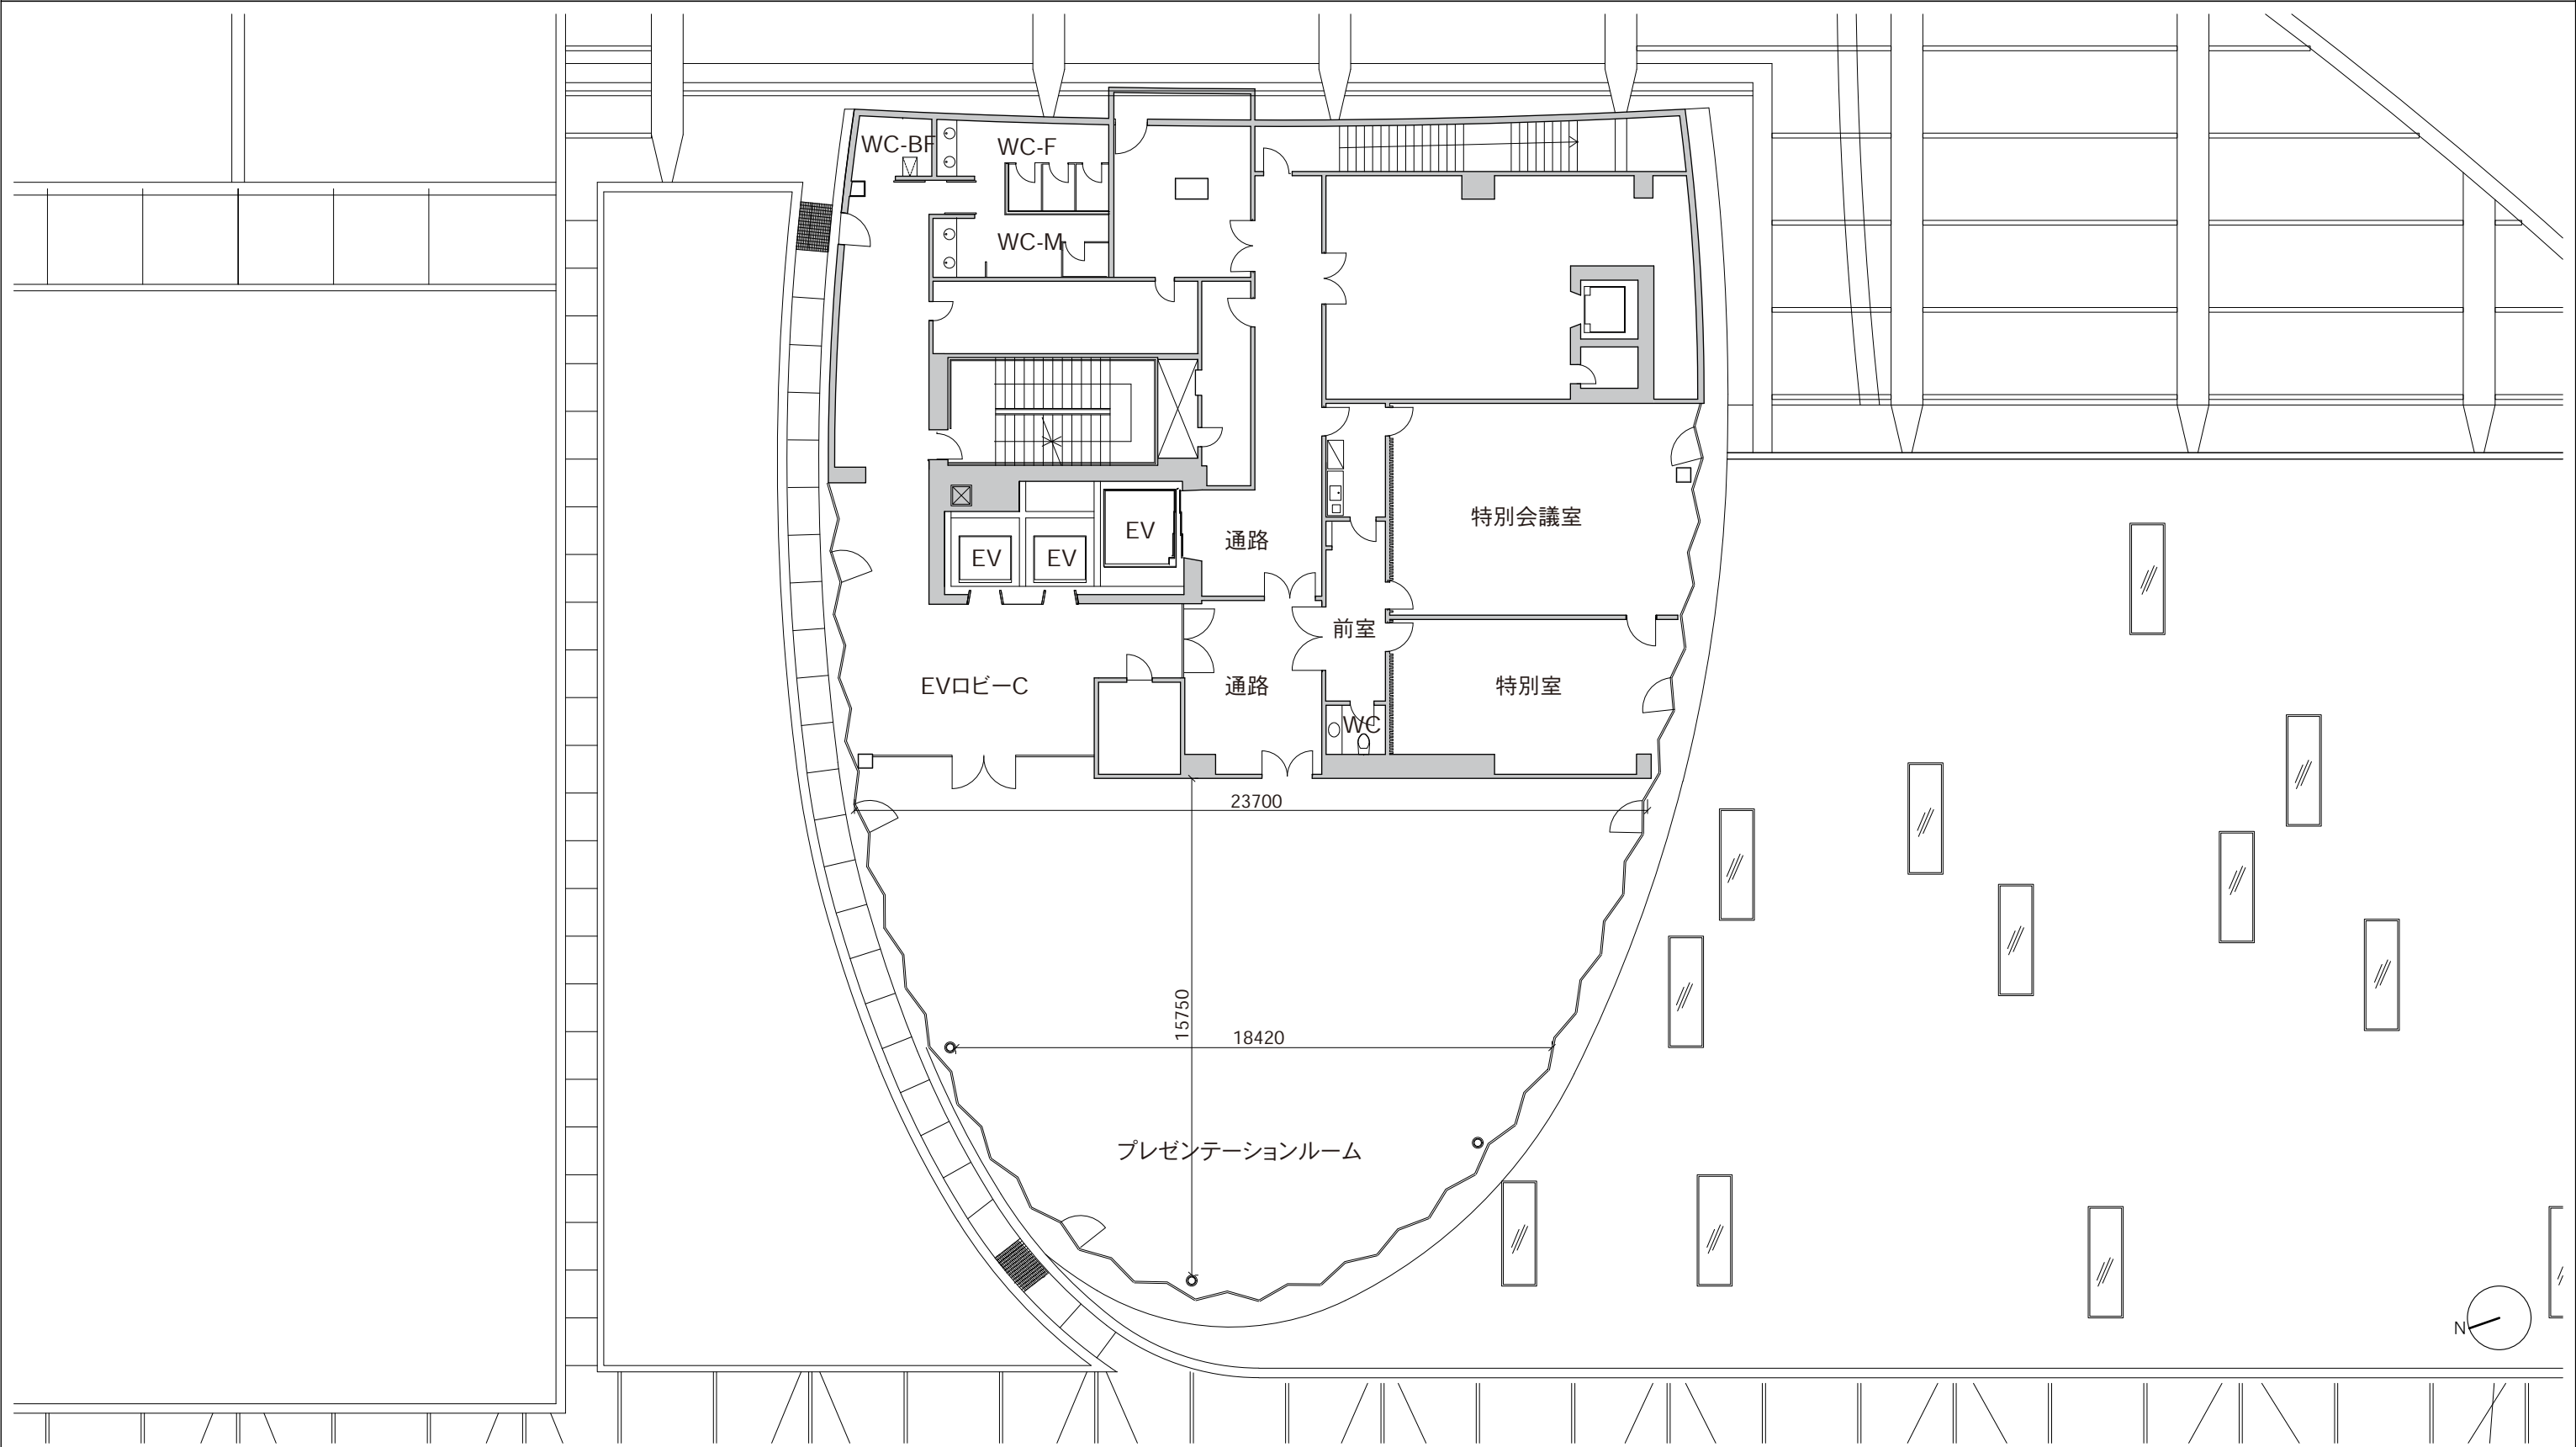 WC-BF
WC-F
WC-M
EV
EV
EV
通路
特別会議室
前室
EVロビーC
通路
特別室
WC
23700
15750
18420
プレゼンテーションルーム
N